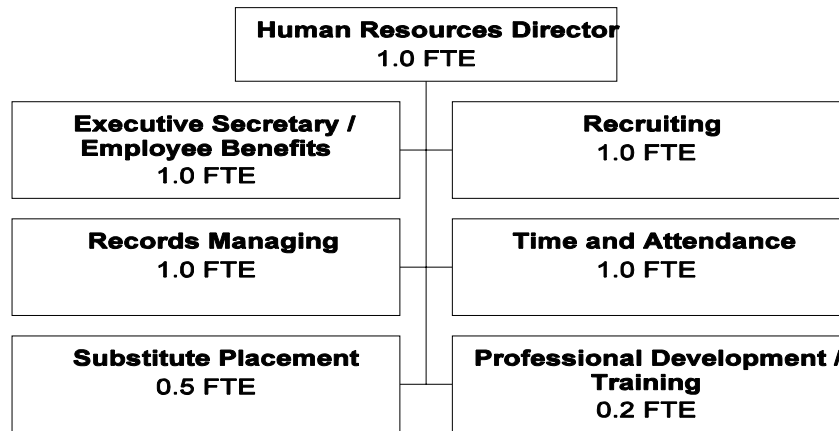 Human Resources Director
1.0 FTE
Executive Secretary /
Employee Benefits
1.0 FTE
Recruiting
1.0 FTE
Records Managing
1.0 FTE
Time and Attendance
1.0 FTE
Substitute Placement
0.5 FTE
Professional Development /
Training
0.2 FTE